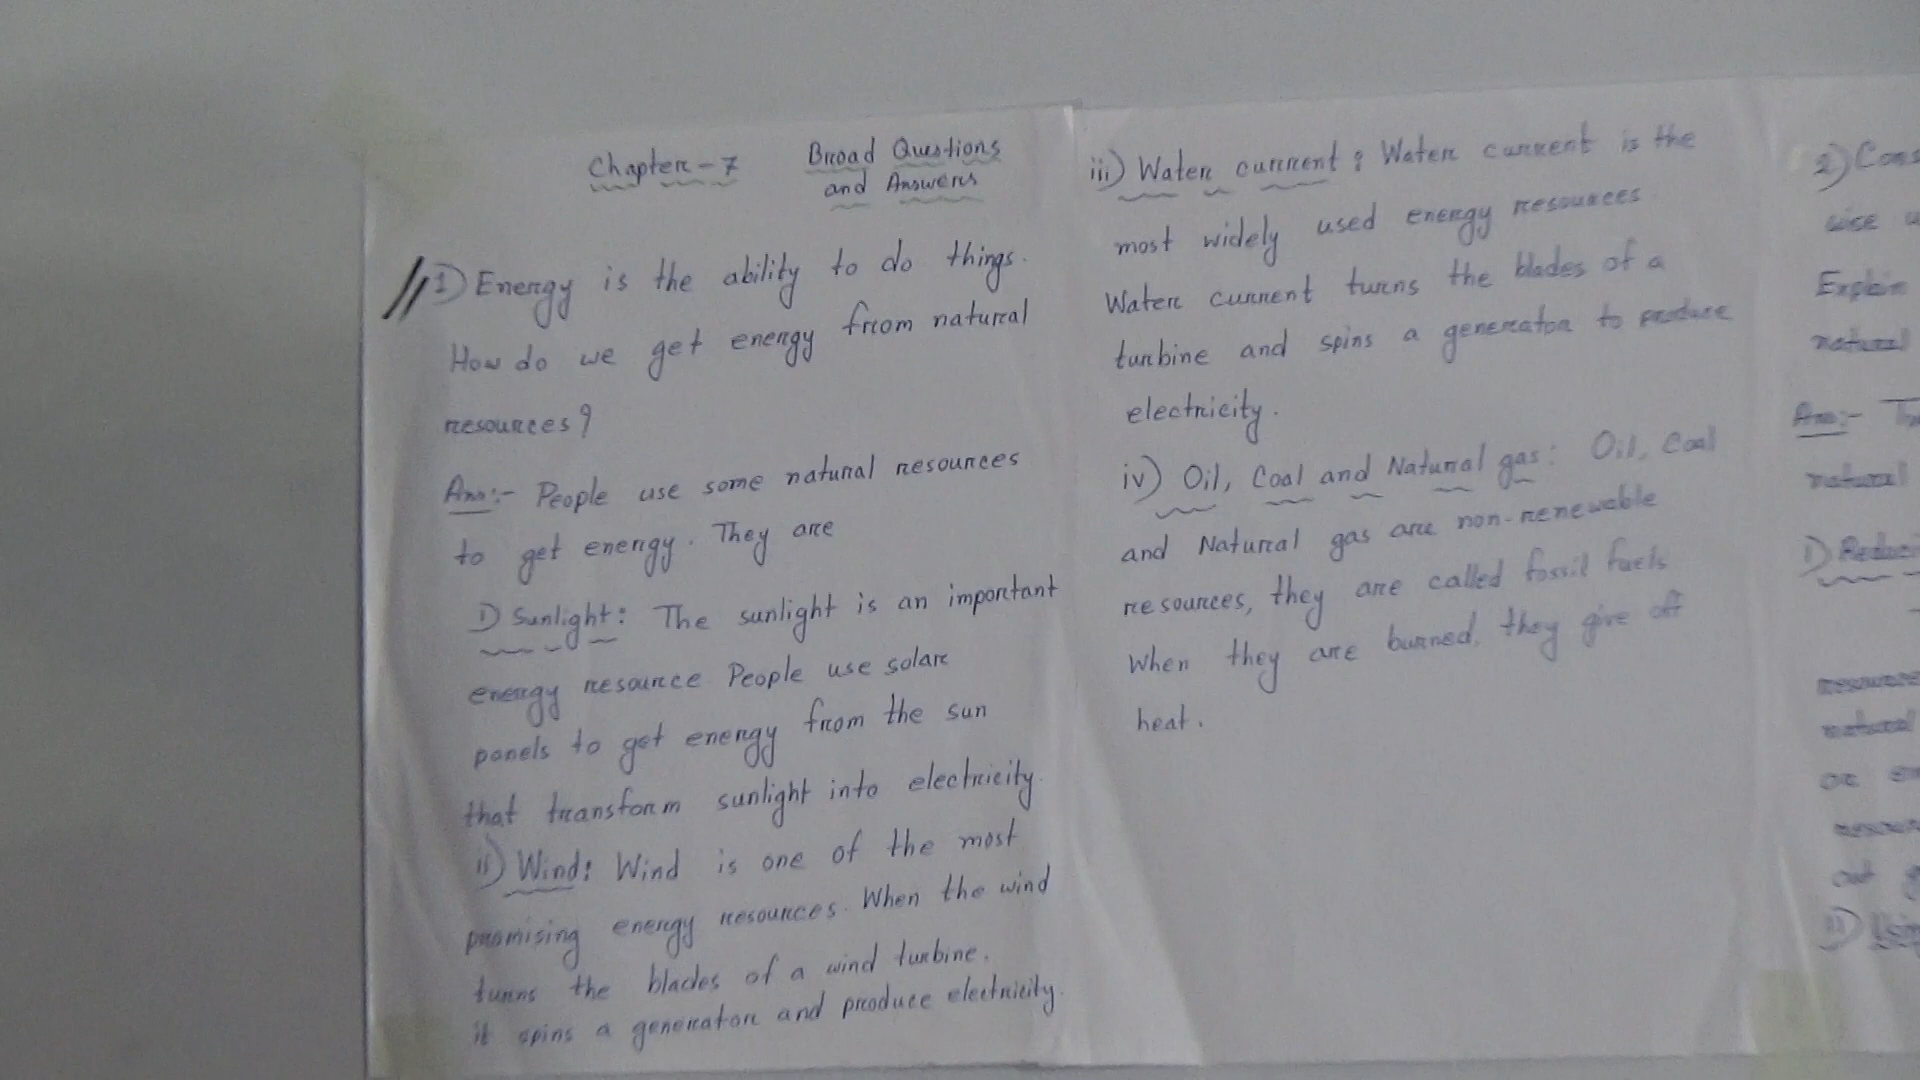 Chapter-7 Broad Questions
and Answers
1) Energy is the ability to do things.
How do we get energy from natural
resources?
Ans:- People use some natural resources
to get energy. They are
i) Sunlight: The sunlight is an important
energy resource People use solar
panels to get energy from the sun
that transform sunlight into electricity.
ii) Wind: Wind is one of the most
promising energy resources. When the wind
turns the blades of a wind turbine.
it spins a generator and produce electricity.
iii) Water current: Water current is the
most widely used energy resources
Water current turns the blades of a
turbine and spins a generator to produce
electricity.
iv) Oil, Coal and Natural gas: Oil, Coal
and Natural gas are non-renewable
resources, they are called fossil fuels
When they are burned, they give off
heat.
2)
Explain
natural
Ans:-
natural
i)
natural
ii)